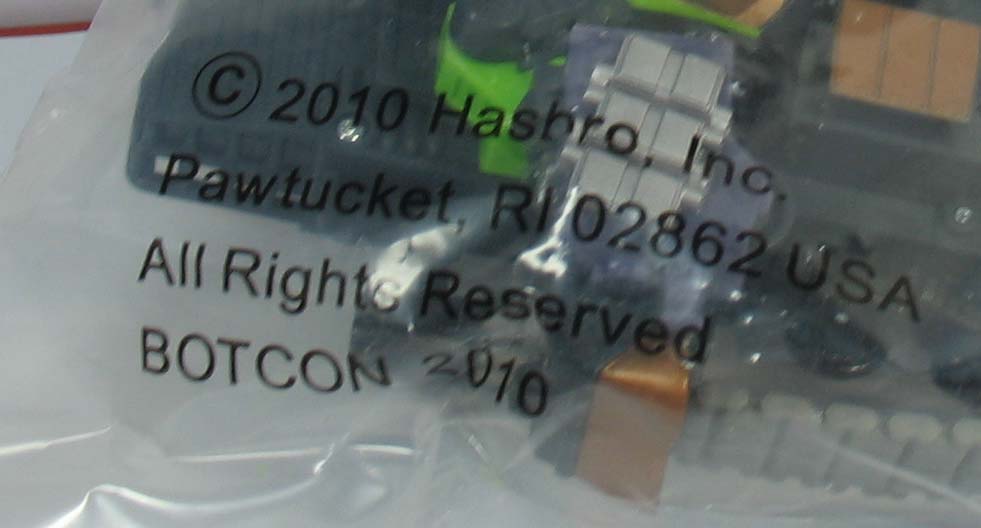 © 2010 Hasbro, Inc.
Pawtucket, RI 02862 USA
All Rights Reserved
BOTCON 2010